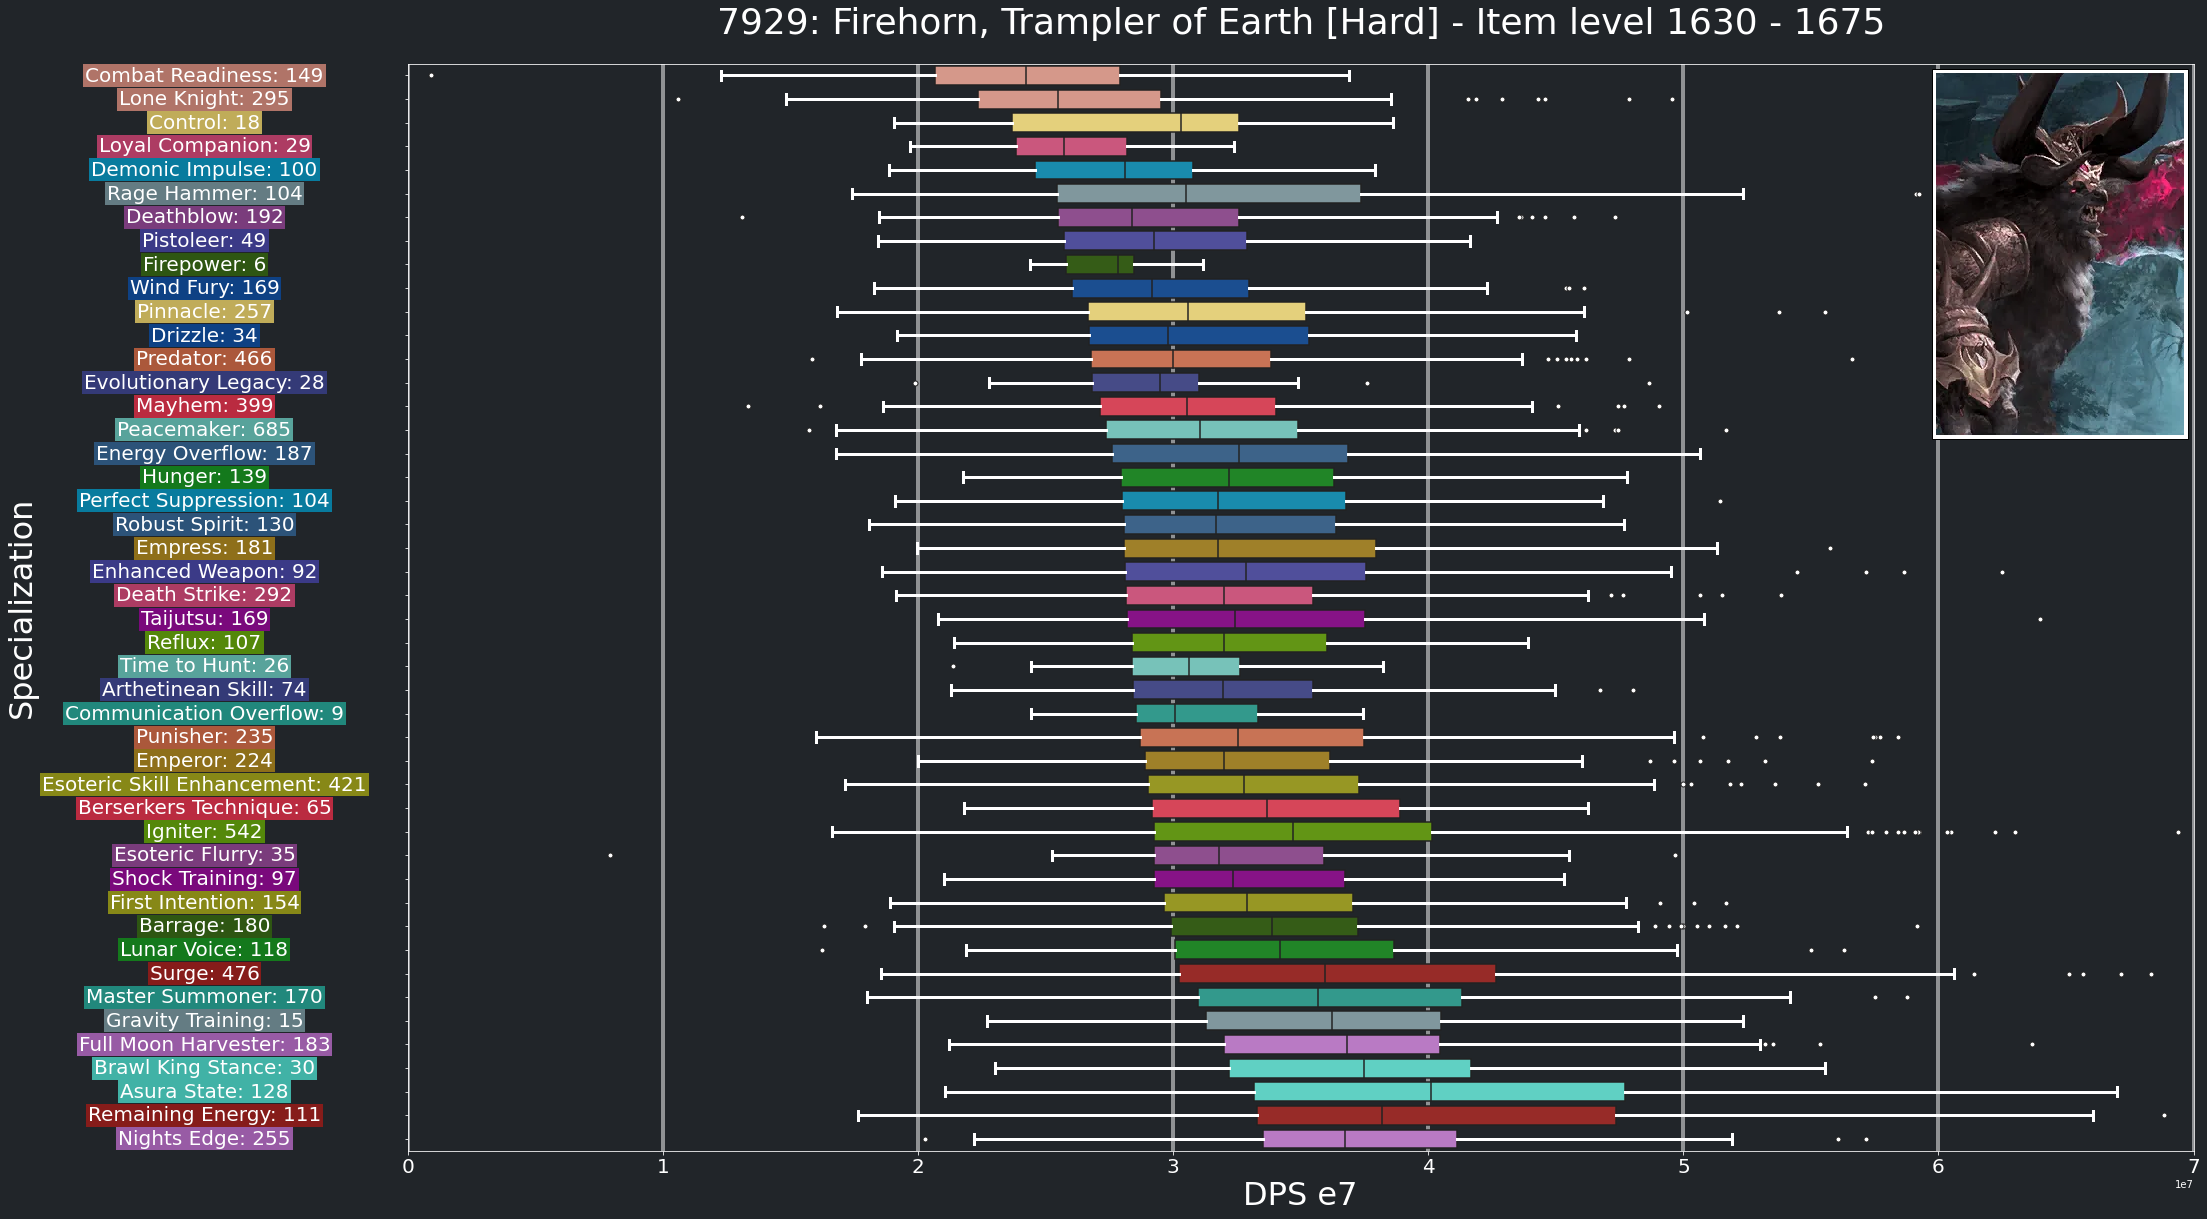 7929: Firehorn, Trampler of Earth [Hard] - Item level 1630 - 1675
Combat Readiness: 149
Lone Knight: 295
Control: 18
Loyal Companion: 29
Demonic Impulse: 100
Rage Hammer: 104
Deathblow: 192
Pistoleer: 49
Firepower: 6
Wind Fury: 169
Pinnacle: 257
Drizzle: 34
Predator: 466
Evolutionary Legacy: 28
Mayhem: 399
Peacemaker: 685
Energy Overflow: 187
Hunger: 139
Perfect Suppression: 104
Robust Spirit: 130
Empress: 181
Enhanced Weapon: 92
Death Strike: 292
Taijutsu: 169
Reflux: 107
Time to Hunt: 26
Arthetinean Skill: 74
Communication Overflow: 9
Punisher: 235
Emperor: 224
Esoteric Skill Enhancement: 421
Berserkers Technique: 65
Igniter: 542
Esoteric Flurry: 35
Shock Training: 97
First Intention: 154
Barrage: 180
Lunar Voice: 118
Surge: 476
Master Summoner: 170
Gravity Training: 15
Full Moon Harvester: 183
Brawl King Stance: 30
Asura State: 128
Remaining Energy: 111
Nights Edge: 255
Specialization
0 1 2 3 4 5 6 7
1e7
DPS e7